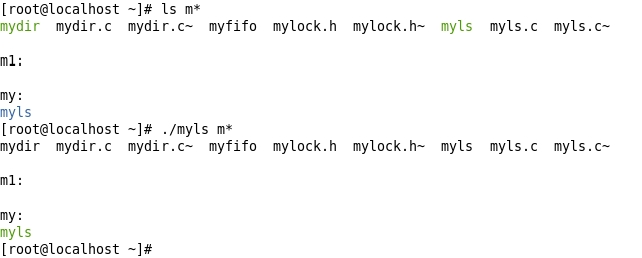 [root@localhost ~]# ls m*
mydir  mydir.c  mydir.c~  myfifo  mylock.h  mylock.h~  myls  myls.c  myls.c~
m1:
my:
myls
[root@localhost ~]# ./myls m*
mydir  mydir.c  mydir.c~  myfifo  mylock.h  mylock.h~  myls  myls.c  myls.c~
m1:
my:
myls
[root@localhost ~]#